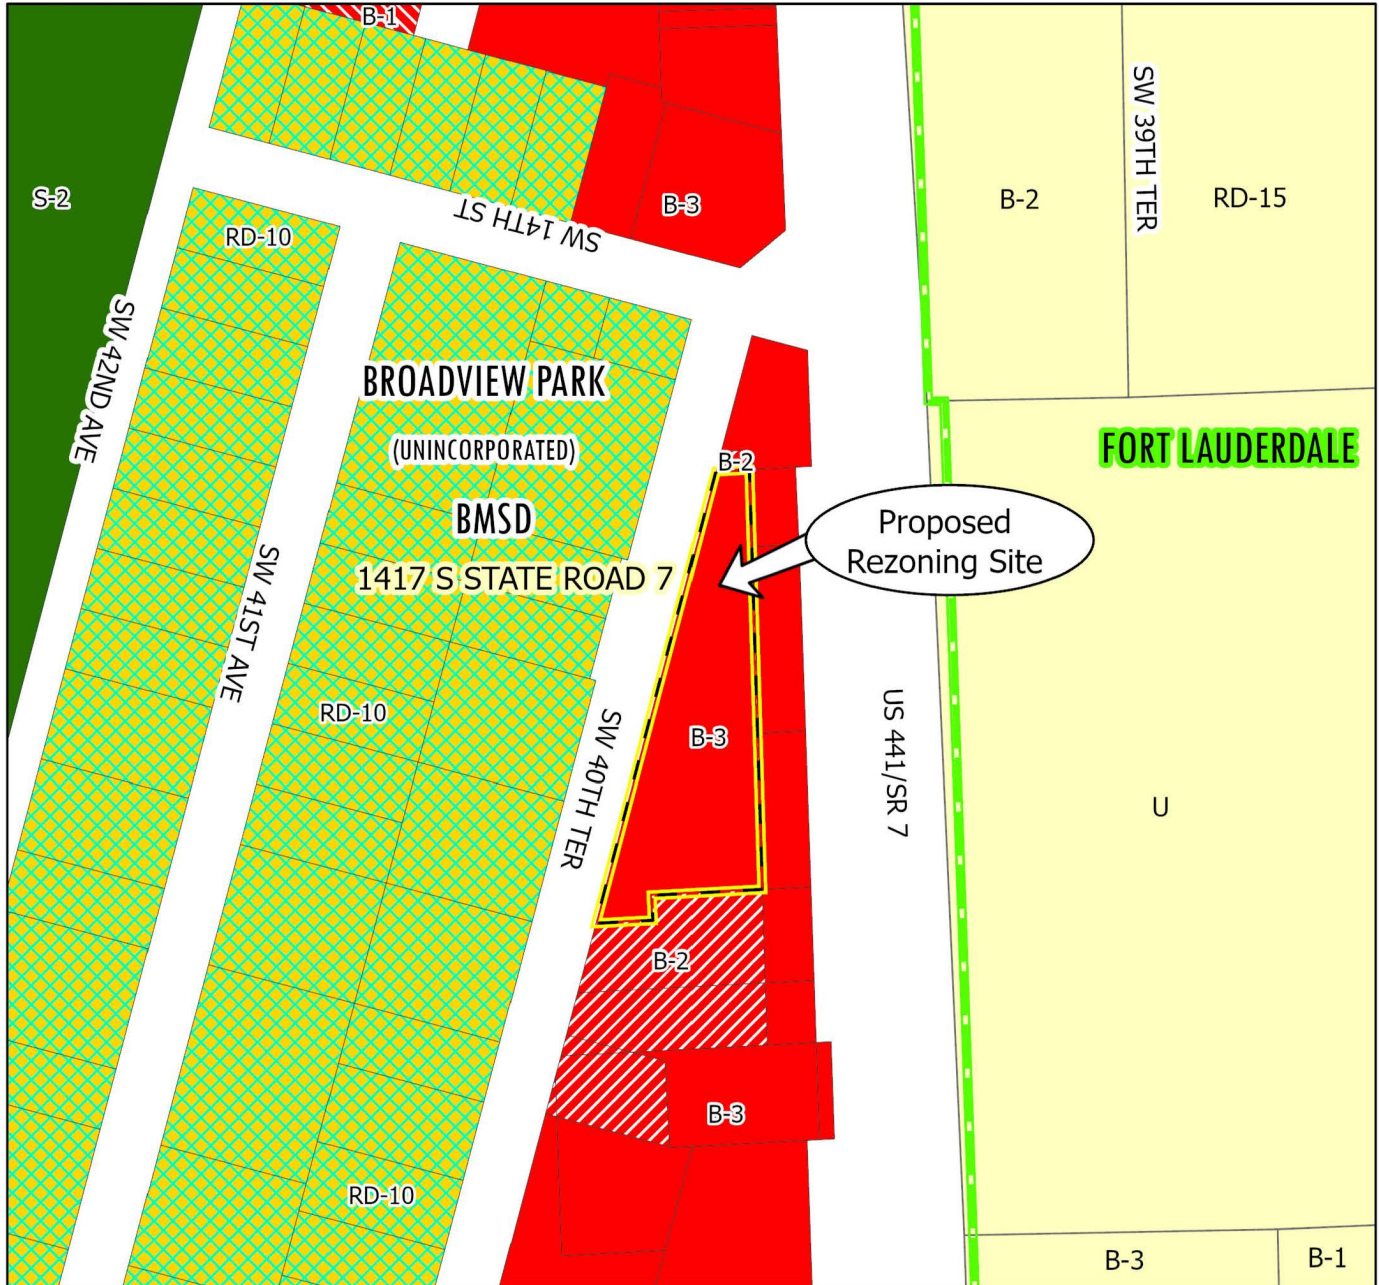 B-1
SW 39TH TER
S-2
B-3
B-2
RD-15
SW 14TH ST
RD-10
SW 42ND AVE
BROADVIEW PARK
(UNINCORPORATED)
BMSD
1417 S STATE ROAD 7
FORT LAUDERDALE
B-2
Proposed
Rezoning Site
SW 41ST AVE
RD-10
SW 40TH TER
B-3
US 441/SR 7
U
B-2
B-3
RD-10
B-3
B-1